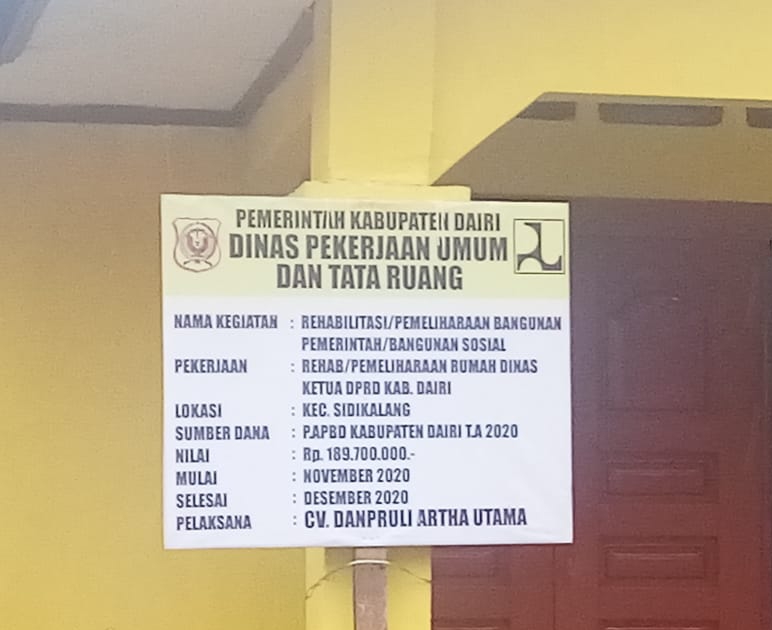 PEMERINTAH KABUPATEN DAIRI
DINAS PEKERJAAN UMUM
DAN TATA RUANG
NAMA KEGIATAN : REHABILITASI/PEMELIHARAAN BANGUNAN
PEMERINTAH/BANGUNAN SOSIAL
PEKERJAAN : REHAB/PEMELIHARAAN RUMAH DINAS
KETUA DPRD KAB. DAIRI
LOKASI : KEC. SIDIKALANG
SUMBER DANA : P.APBD KABUPATEN DAIRI T.A 2020
NILAI : Rp. 189.700.000.-
MULAI : NOVEMBER 2020
SELESAI : DESEMBER 2020
PELAKSANA : CV. DANPRULI ARTHA UTAMA